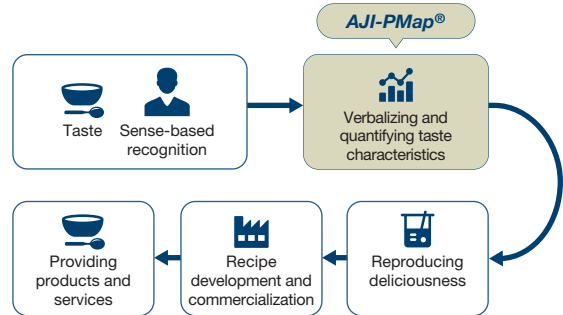 AJI-PMap®
Taste
Sense-based
recognition
Verbalizing and
quantifying taste
characteristics
Providing
products and
services
Recipe
development and
commercialization
Reproducing
deliciousness